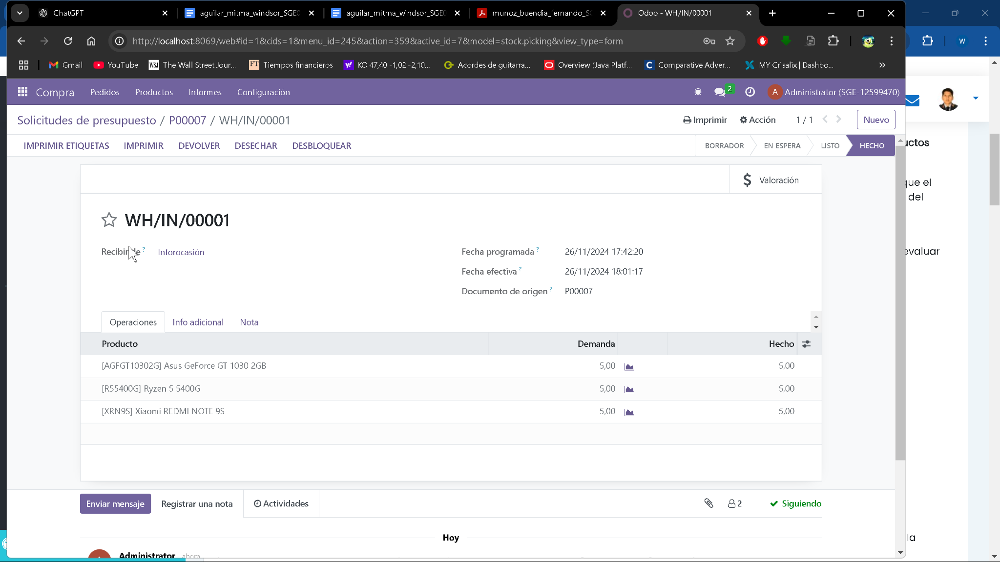 ChatGPT
aguilar_mitma_windsor_SGE0
aguilar_mitma_windsor_SGE0
munoz_buendia_fernando_SG
Odoo - WH/IN/00001
http://localhost:8069/web#id=1&cids=1&menu_id=245&action=359&active_id=7&model=stock.picking&view_type=form
W
Gmail
YouTube
WSJ The Wall Street Jour...
FT Tiempos financieros
KO 47,40 -1,02 -2,10...
Acordes de guitarra...
Overview (Java Platf...
C Comparative Adver...
MY Crisalix | Dashbo...
Compra Pedidos Productos Informes Configuración
2
A Administrator (SGE-12599470)
Solicitudes de presupuesto / P00007 / WH/IN/00001
Imprimir Acción 1 / 1 Nuevo
IMPRIMIR ETIQUETAS IMPRIMIR DEVOLVER DESECHAR DESBLOQUEAR
BORRADOR EN ESPERA LISTO HECHO
uctos
$ Valoración
que el
del
WH/IN/00001
Recibir de ? Inforocasión
Fecha programada ? 26/11/2024 17:42:20
evaluar
Fecha efectiva ? 26/11/2024 18:01:17
Documento de origen ? P00007
Operaciones Info adicional Nota
Producto Demanda Hecho
[AGFGT10302G] Asus GeForce GT 1030 2GB 5,00 5,00
[R55400G] Ryzen 5 5400G 5,00 5,00
[XRN9S] Xiaomi REDMI NOTE 9S 5,00 5,00
Enviar mensaje Registrar una nota Actividades 2 Siguiendo
Hoy
la
Administrator ahora